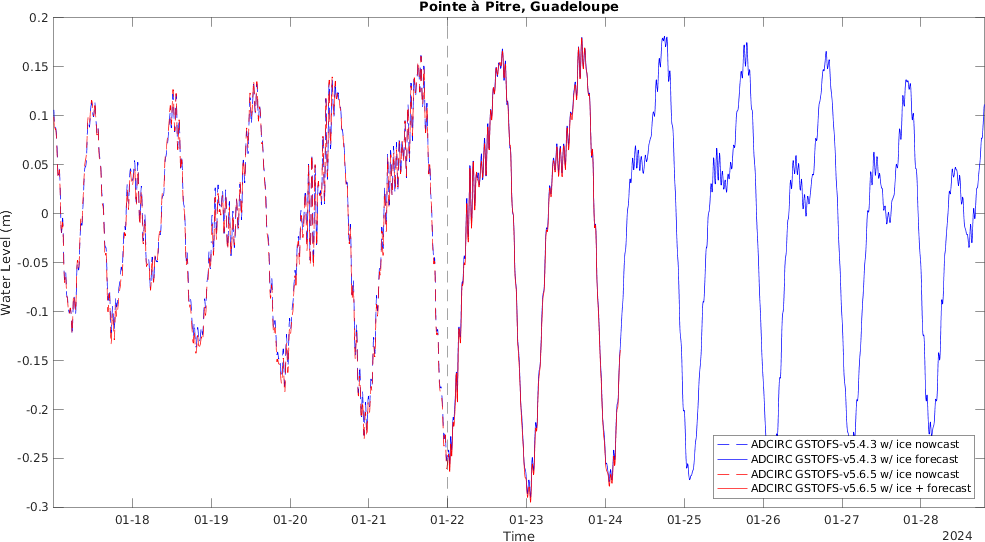 Pointe à Pitre, Guadeloupe
0.2
0.15
0.1
0.05
0
-0.05
-0.1
-0.15
-0.2
-0.25
-0.3
Water Level (m)
ADCIRC GSTOFS-v5.4.3 w/ ice nowcast
ADCIRC GSTOFS-v5.4.3 w/ ice forecast
ADCIRC GSTOFS-v5.6.5 w/ ice nowcast
ADCIRC GSTOFS-v5.6.5 w/ ice + forecast
01-18 01-19 01-20 01-21 01-22 01-23 01-24 01-25 01-26 01-27 01-28
Time
2024